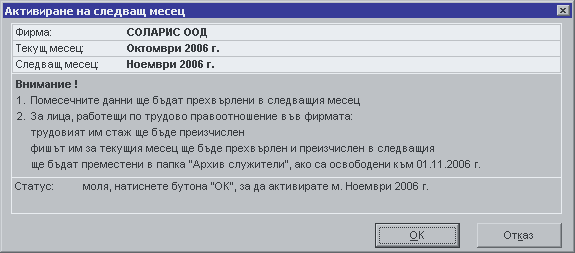 Активиране на следващ месец
Фирма: СОЛАРИС ООД
Текущ месец: Октомври 2006 г.
Следващ месец: Ноември 2006 г.
Внимание !
1. Помесечните данни ще бъдат прехвърлени в следващия месец
2. За лица, работещи по трудово правоотношение във фирмата:
трудовият им стаж ще бъде преизчислен
фишът им за текущия месец ще бъде прехвърлен и преизчислен в следващия
ще бъдат преместени в папка "Архив служители", ако са освободени към 01.11.2006 г.
Статус: моля, натиснете бутона "ОК", за да активирате м. Ноември 2006 г.
ОК Отказ